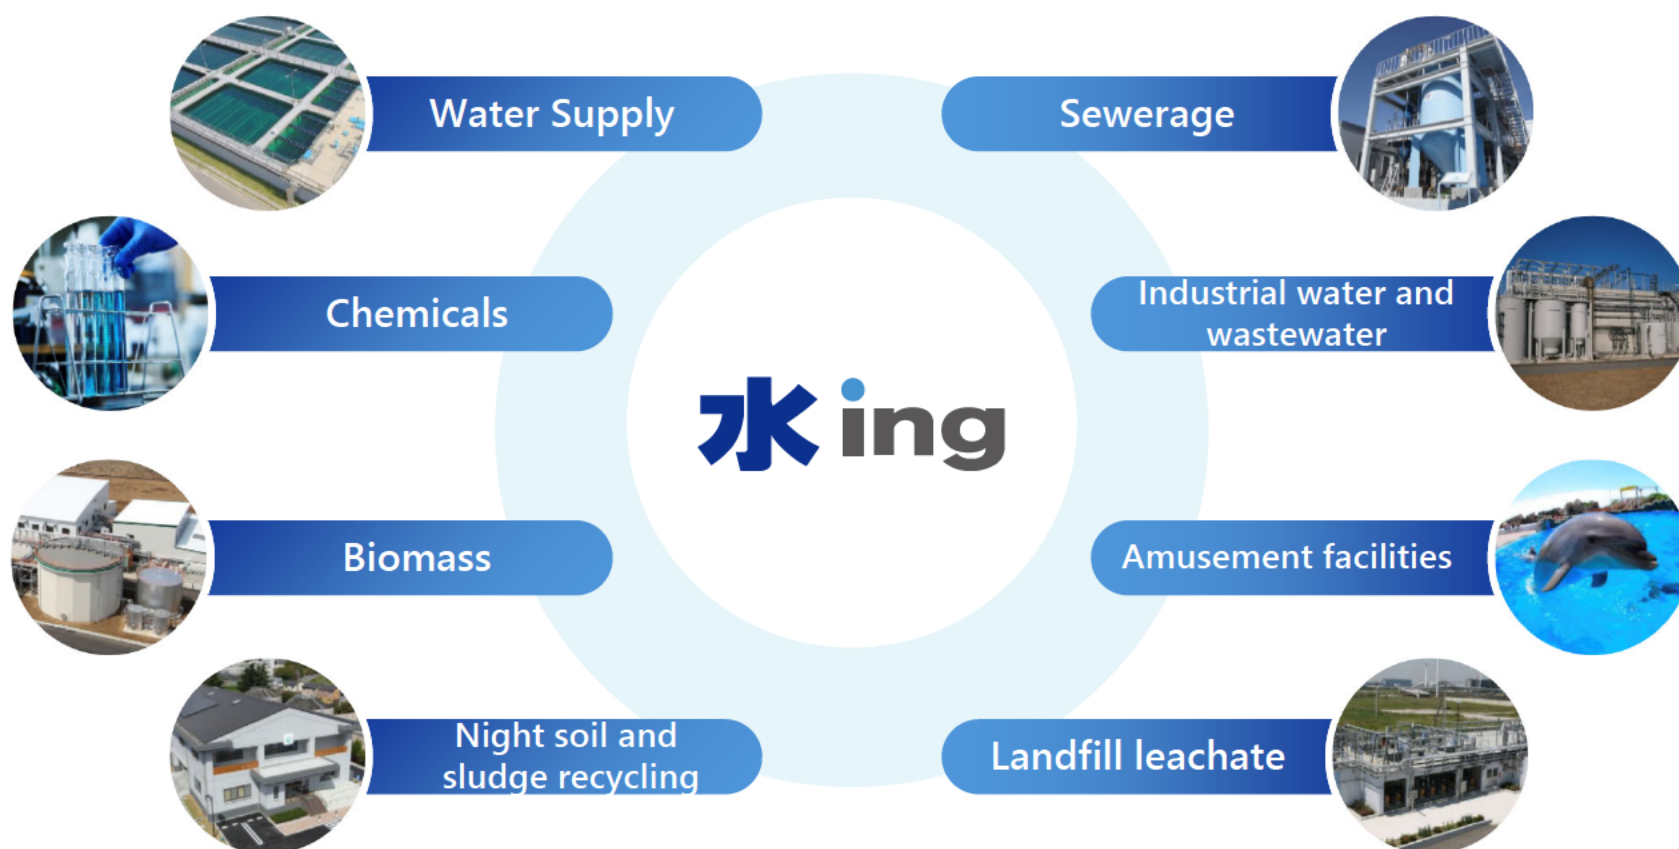 Water Supply
Sewerage
Chemicals
Industrial water and
wastewater
水ing
Biomass
Amusement facilities
Night soil and
sludge recycling
Landfill leachate